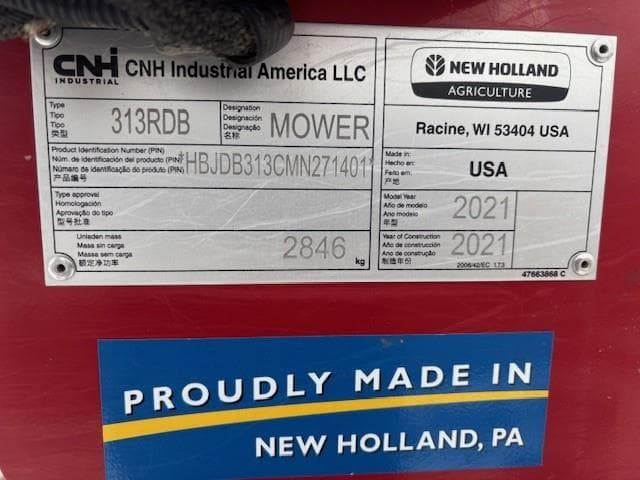 CNH
INDUSTRIAL
CNH Industrial America LLC
NEW HOLLAND
AGRICULTURE
Racine, WI 53404 USA
Type
Tipo
Tipo
类型
313RDB
Designation
Designación
Designação
名称
MOWER
Product Identification Number (PIN)
Núm. de identificación del producto (PIN)
Número de identificação do produto (PIN)
产品编号
*HBJDB313CMN271401*
Made in:
Hecho en:
Feito em:
产地
USA
Type approval
Homologación
Aprovação do tipo
型号批准
Model Year
Año de modelo
Ano modelo
年型
2021
Unladen mass
Masa sin carga
Massa sem carga
额定净功率
2846 kg
Year of Construction
Año de construcción
Ano de construção
制造年份
2021
2006/42/EC 1.7.3
47663868 C
PROUDLY MADE IN
NEW HOLLAND, PA